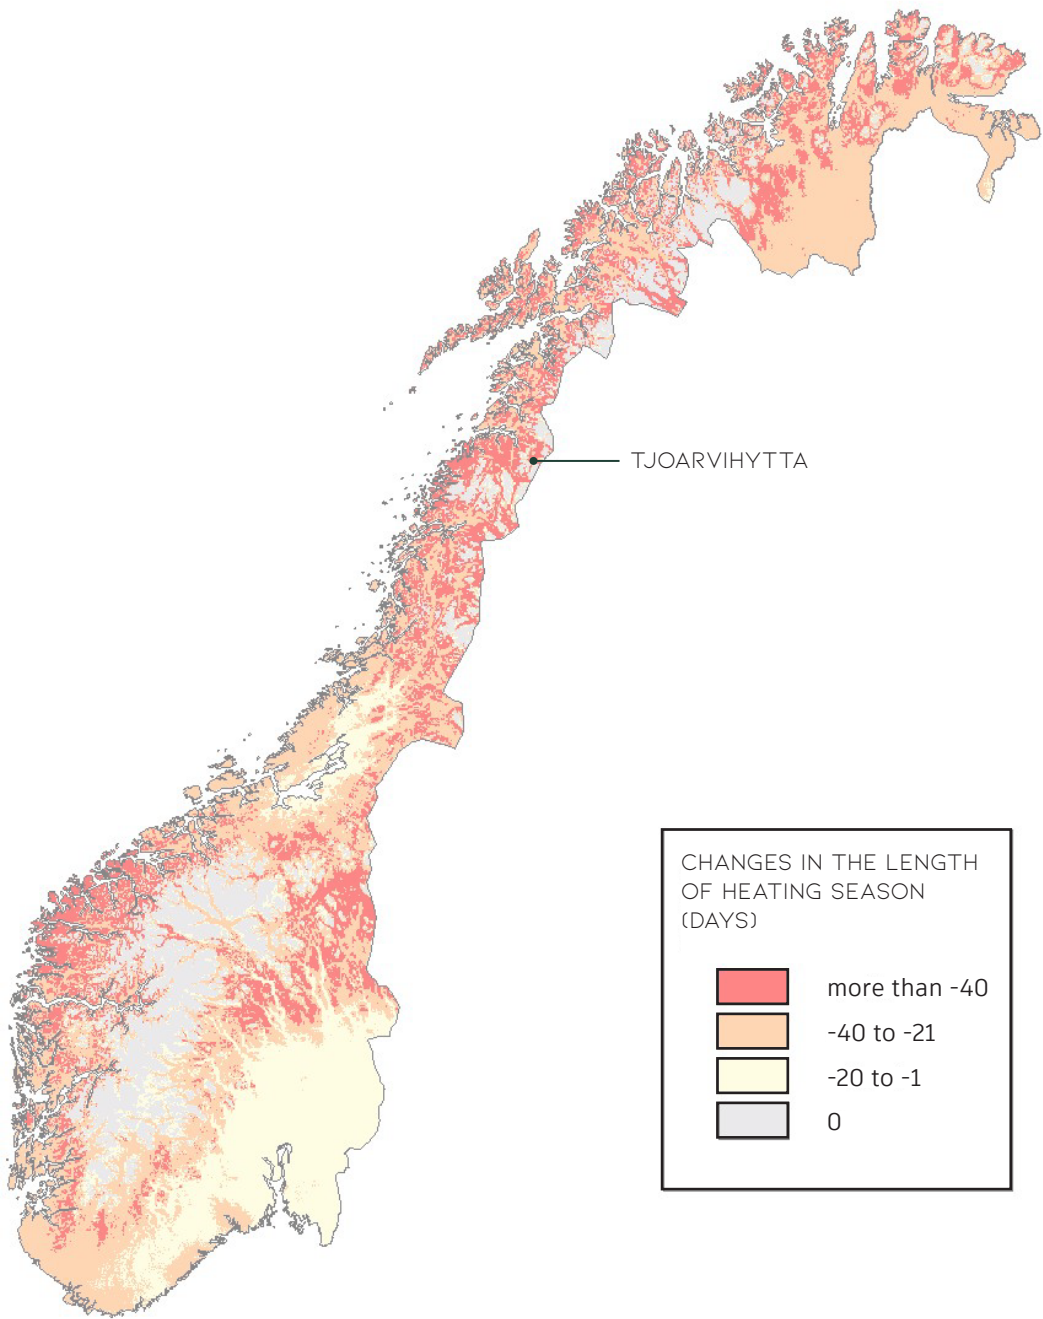 TJOARVIHYTTA
CHANGES IN THE LENGTH
OF HEATING SEASON
(DAYS)
more than -40
-40 to -21
-20 to -1
0